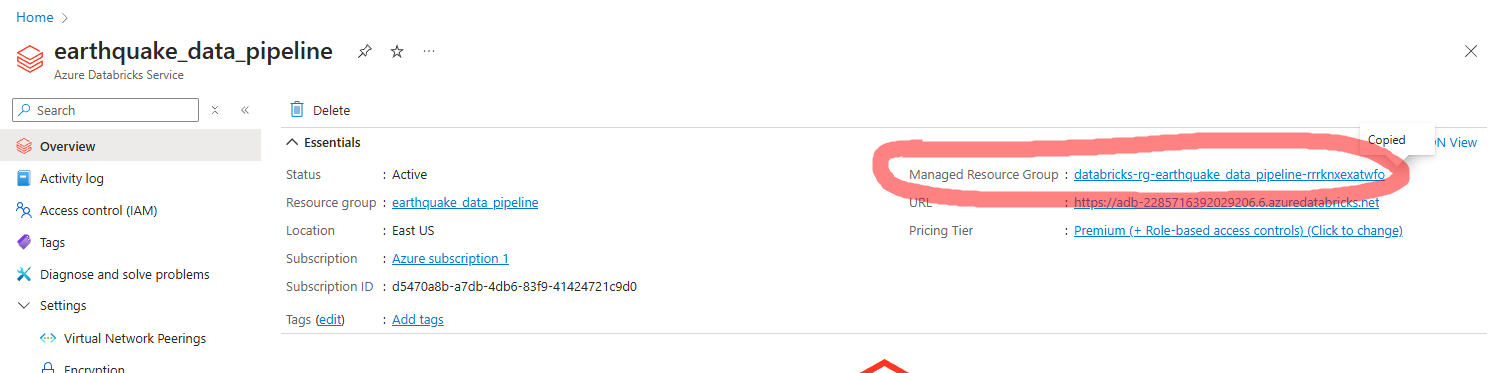 Home
earthquake_data_pipeline
Azure Databricks Service
Search
Delete
Overview
Activity log
Access control (IAM)
Tags
Diagnose and solve problems
Settings
Virtual Network Peerings
Encryption
Essentials
Copied
ON View
Status : Active
Managed Resource Group : databricks-rg-earthquake_data_pipeline-rrrknxexatwfo
Resource group : earthquake_data_pipeline
URL : https://adb-2285716392029206.6.azuredatabricks.net
Location : East US
Pricing Tier : Premium (+ Role-based access controls) (Click to change)
Subscription : Azure subscription 1
Subscription ID : d5470a8b-a7db-4db6-83f9-41424721c9d0
Tags (edit) : Add tags